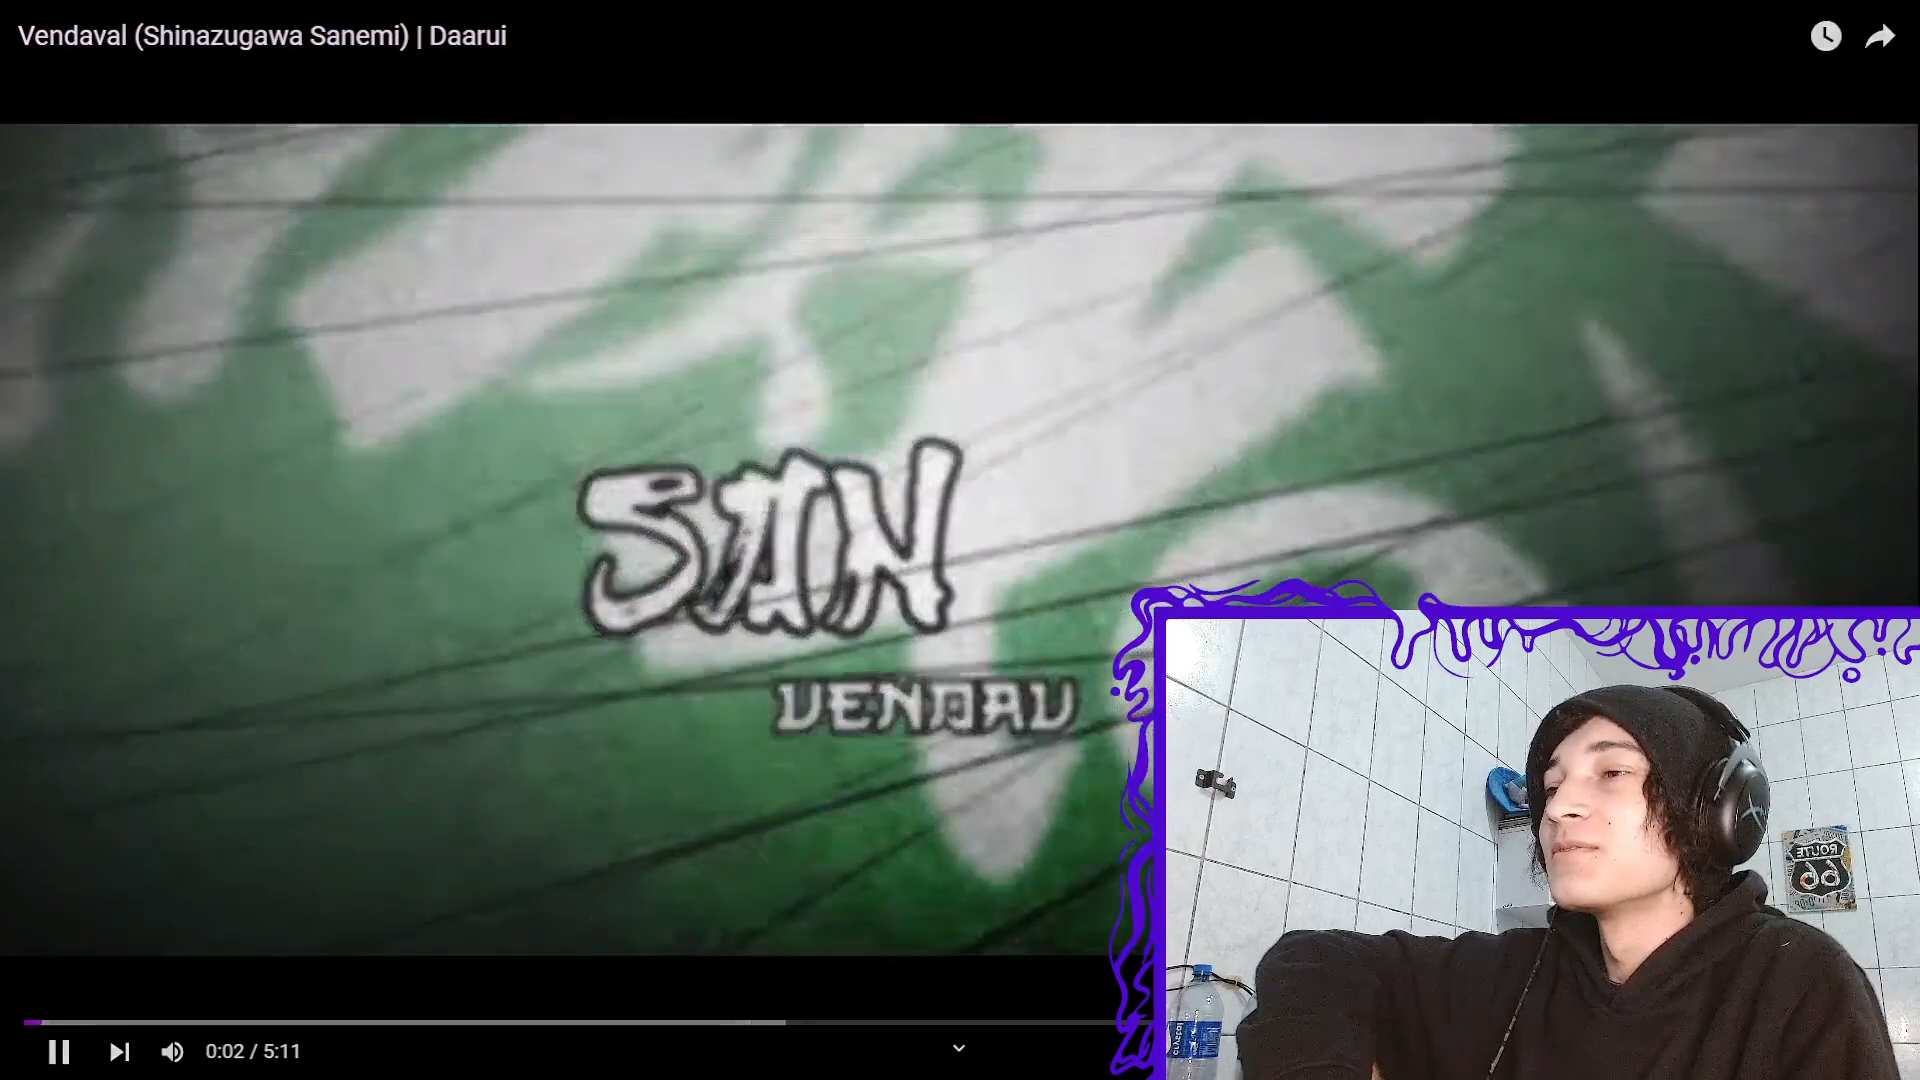 Vendaval (Shinazugawa Sanemi) | Daarui
SAN
VENDAV
ROUTE
66
0:02 / 5:11